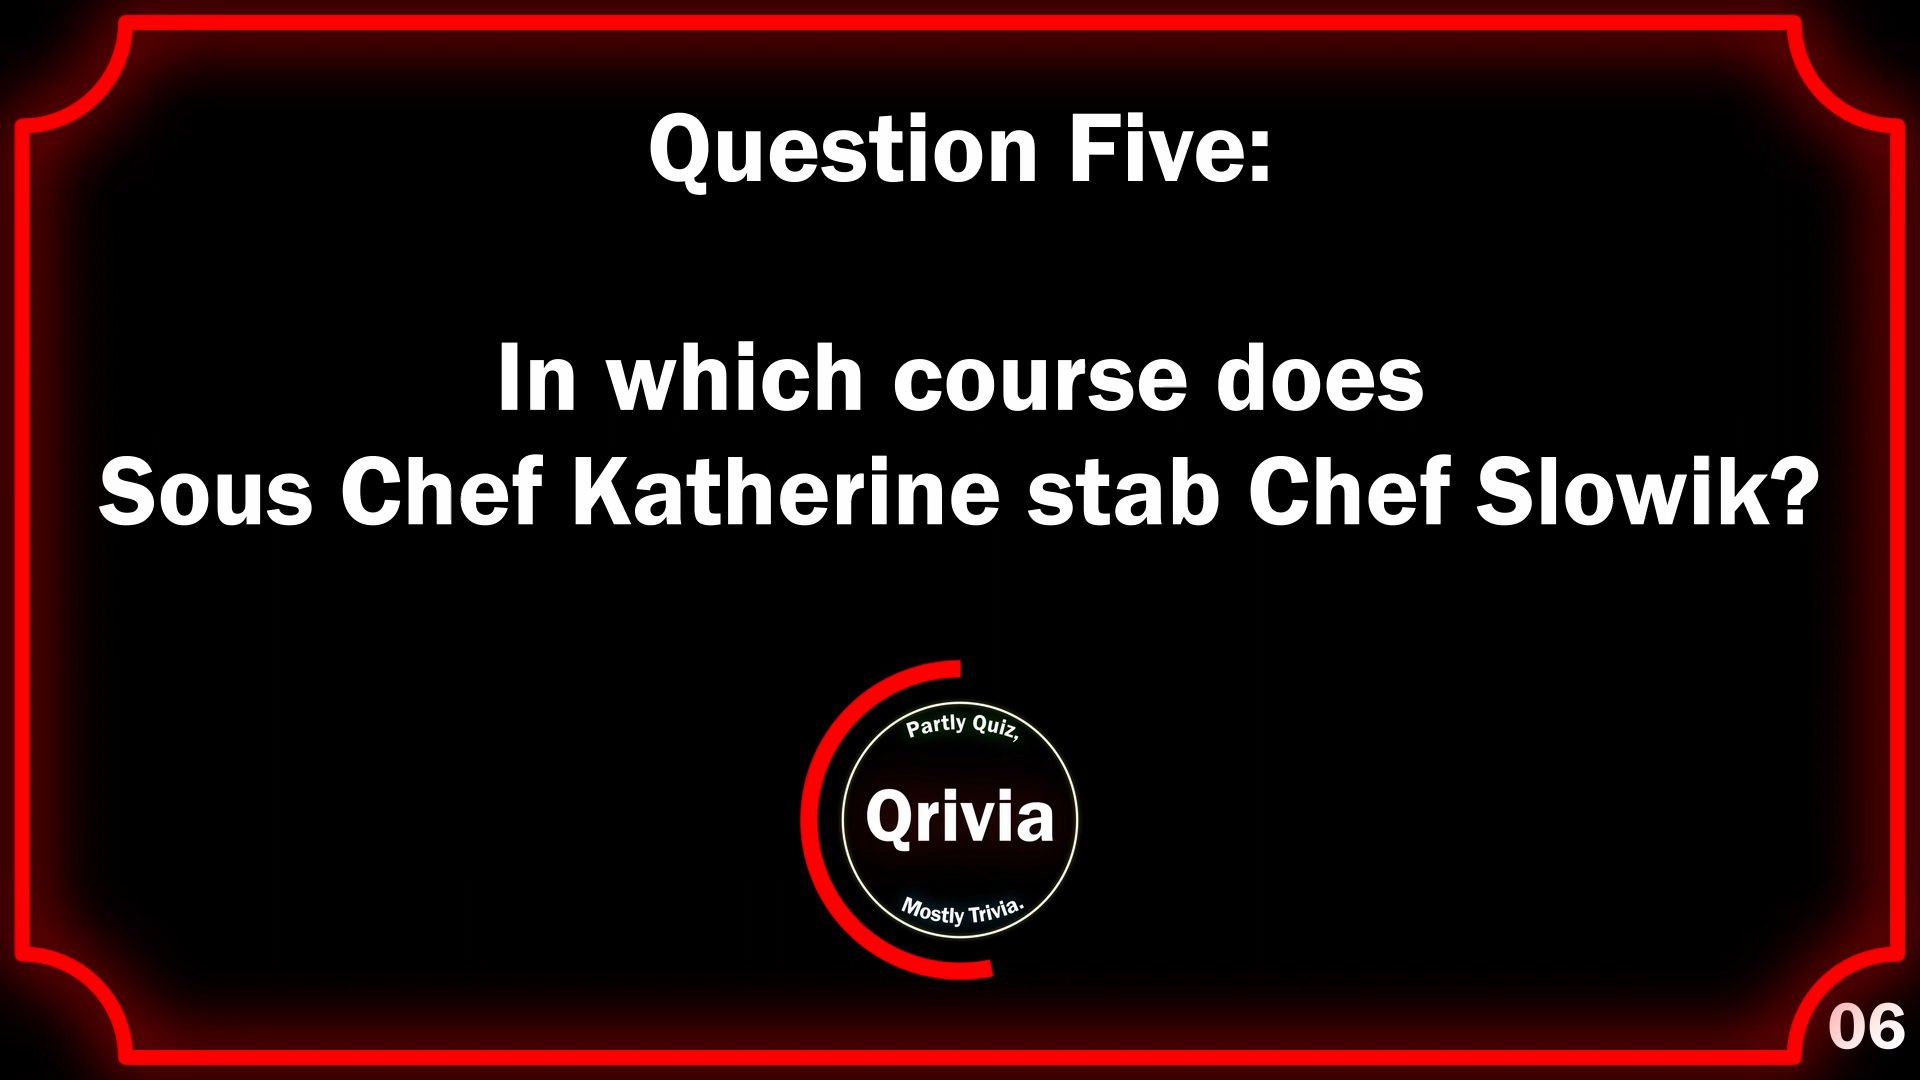 Question Five:
In which course does
Sous Chef Katherine stab Chef Slowik?
Partly Quiz,
Qrivia
Mostly Trivia.
06